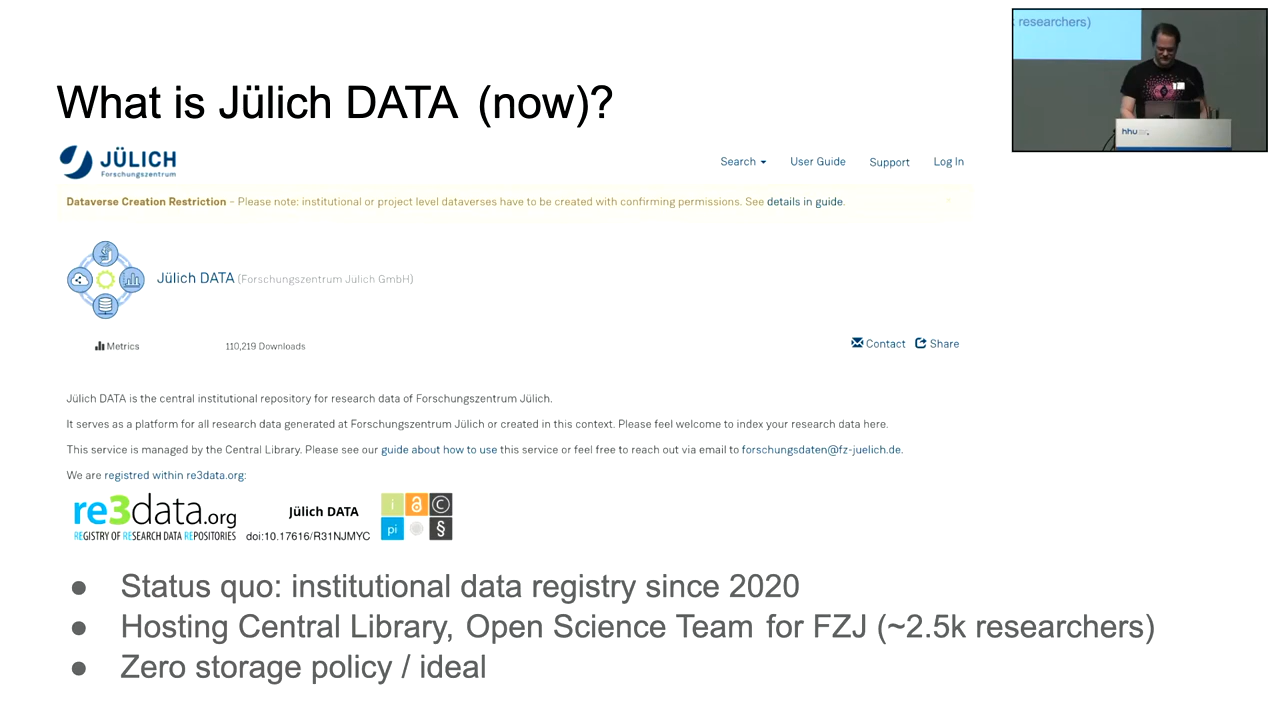 researchers)
hhu
What is Jülich DATA (now)?
JÜLICH
Forschungszentrum
Search User Guide Support Log In
Dataverse Creation Restriction – Please note: institutional or project level dataverses have to be created with confirming permissions. See details in guide.
Jülich DATA (Forschungszentrum Jülich GmbH)
Metrics 110,219 Downloads Contact Share
Jülich DATA is the central institutional repository for research data of Forschungszentrum Jülich.
It serves as a platform for all research data generated at Forschungszentrum Jülich or created in this context. Please feel welcome to index your research data here.
This service is managed by the Central Library. Please see our guide about how to use this service or feel free to reach out via email to forschungsdaten@fz-juelich.de.
We are registred within re3data.org:
re3data.org
REGISTRY OF RESEARCH DATA REPOSITORIES
Jülich DATA
doi:10.17616/R31NJMYC
i a C
pi §
● Status quo: institutional data registry since 2020
● Hosting Central Library, Open Science Team for FZJ (~2.5k researchers)
● Zero storage policy / ideal